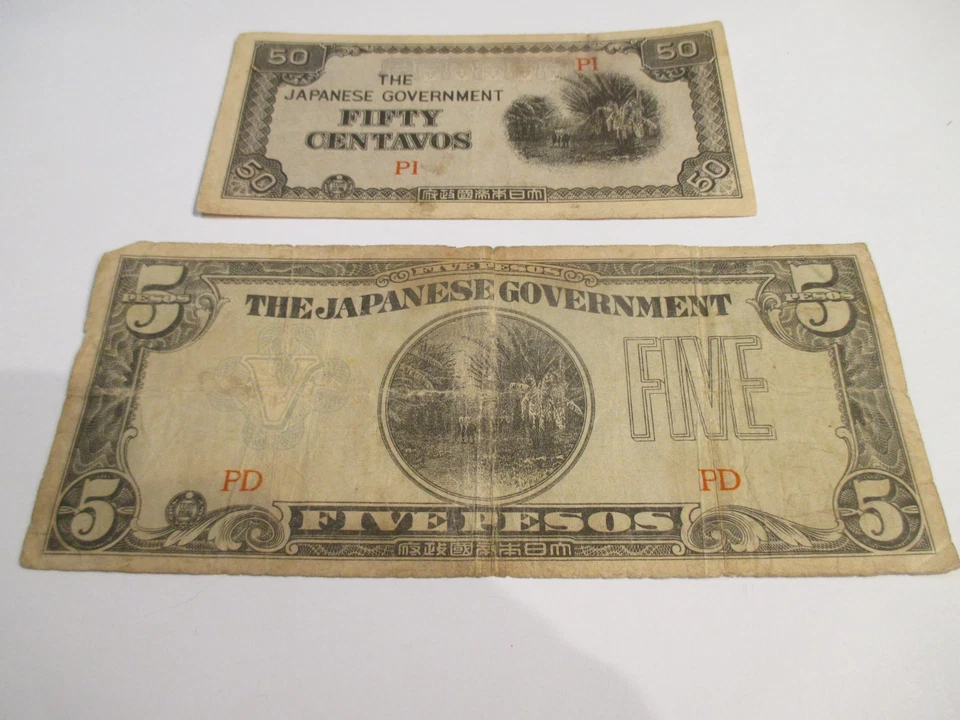 50 50
PI
THE
JAPANESE GOVERNMENT
FIFTY
CENTAVOS
PI
50 50
府政國帝本日大
FIVE PESOS
5 5
PESOS PESOS
THE JAPANESE GOVERNMENT
V FIVE
PD PD
5 5
FIVE PESOS
府政國帝本日大